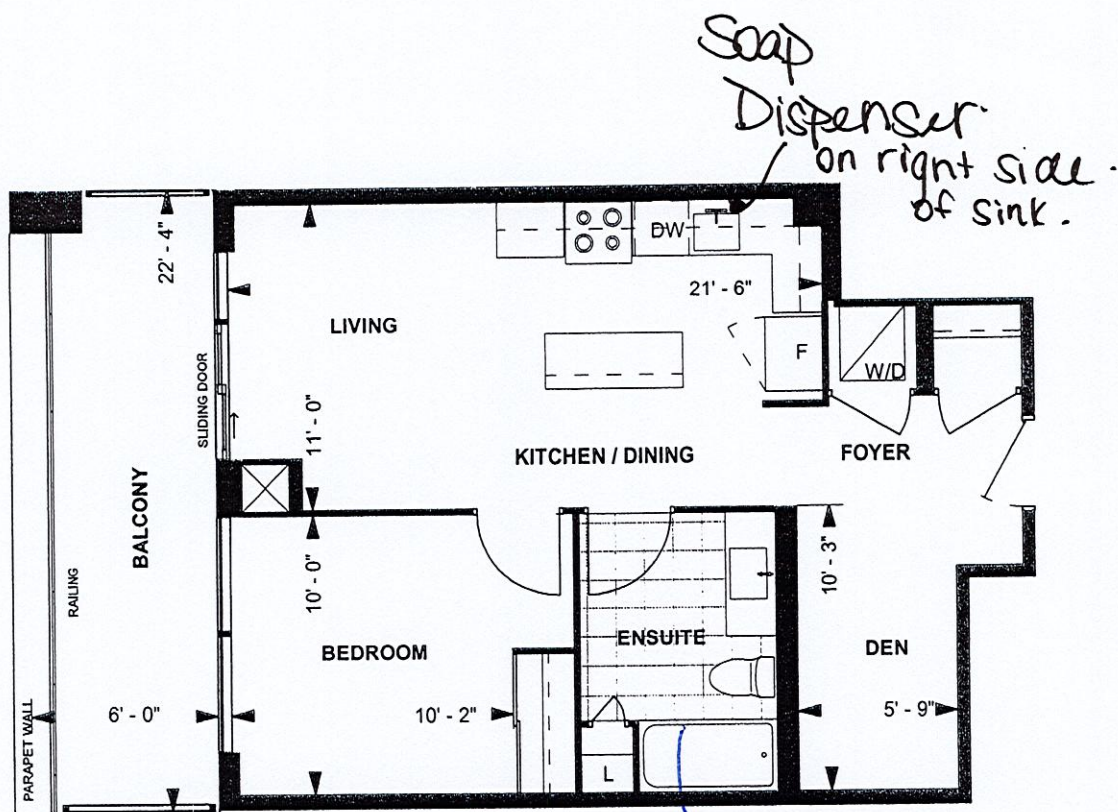 Soap
Dispenser
on right side.
of sink.
22' - 4"
DW
21' - 6"
LIVING
F
W/D
SLIDING DOOR
11' - 0"
KITCHEN / DINING
FOYER
BALCONY
RAILING
10' - 0"
10' - 3"
BEDROOM
ENSUITE
DEN
PARAPET WALL
6' - 0"
10' - 2"
5' - 9"
L